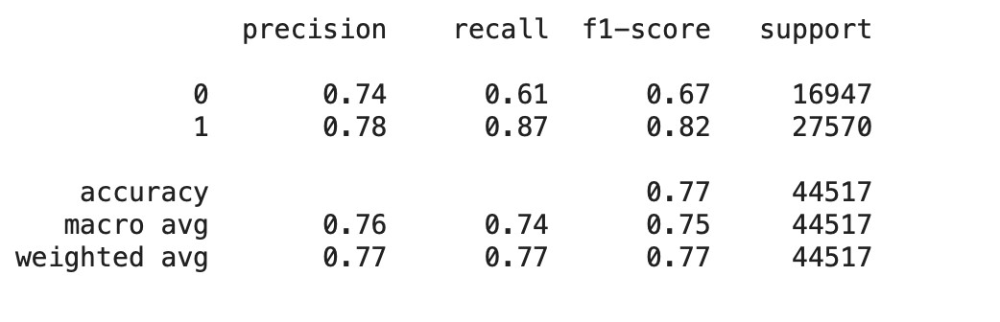 precision recall f1-score support
0 0.74 0.61 0.67 16947
1 0.78 0.87 0.82 27570
accuracy 0.77 44517
macro avg 0.76 0.74 0.75 44517
weighted avg 0.77 0.77 0.77 44517